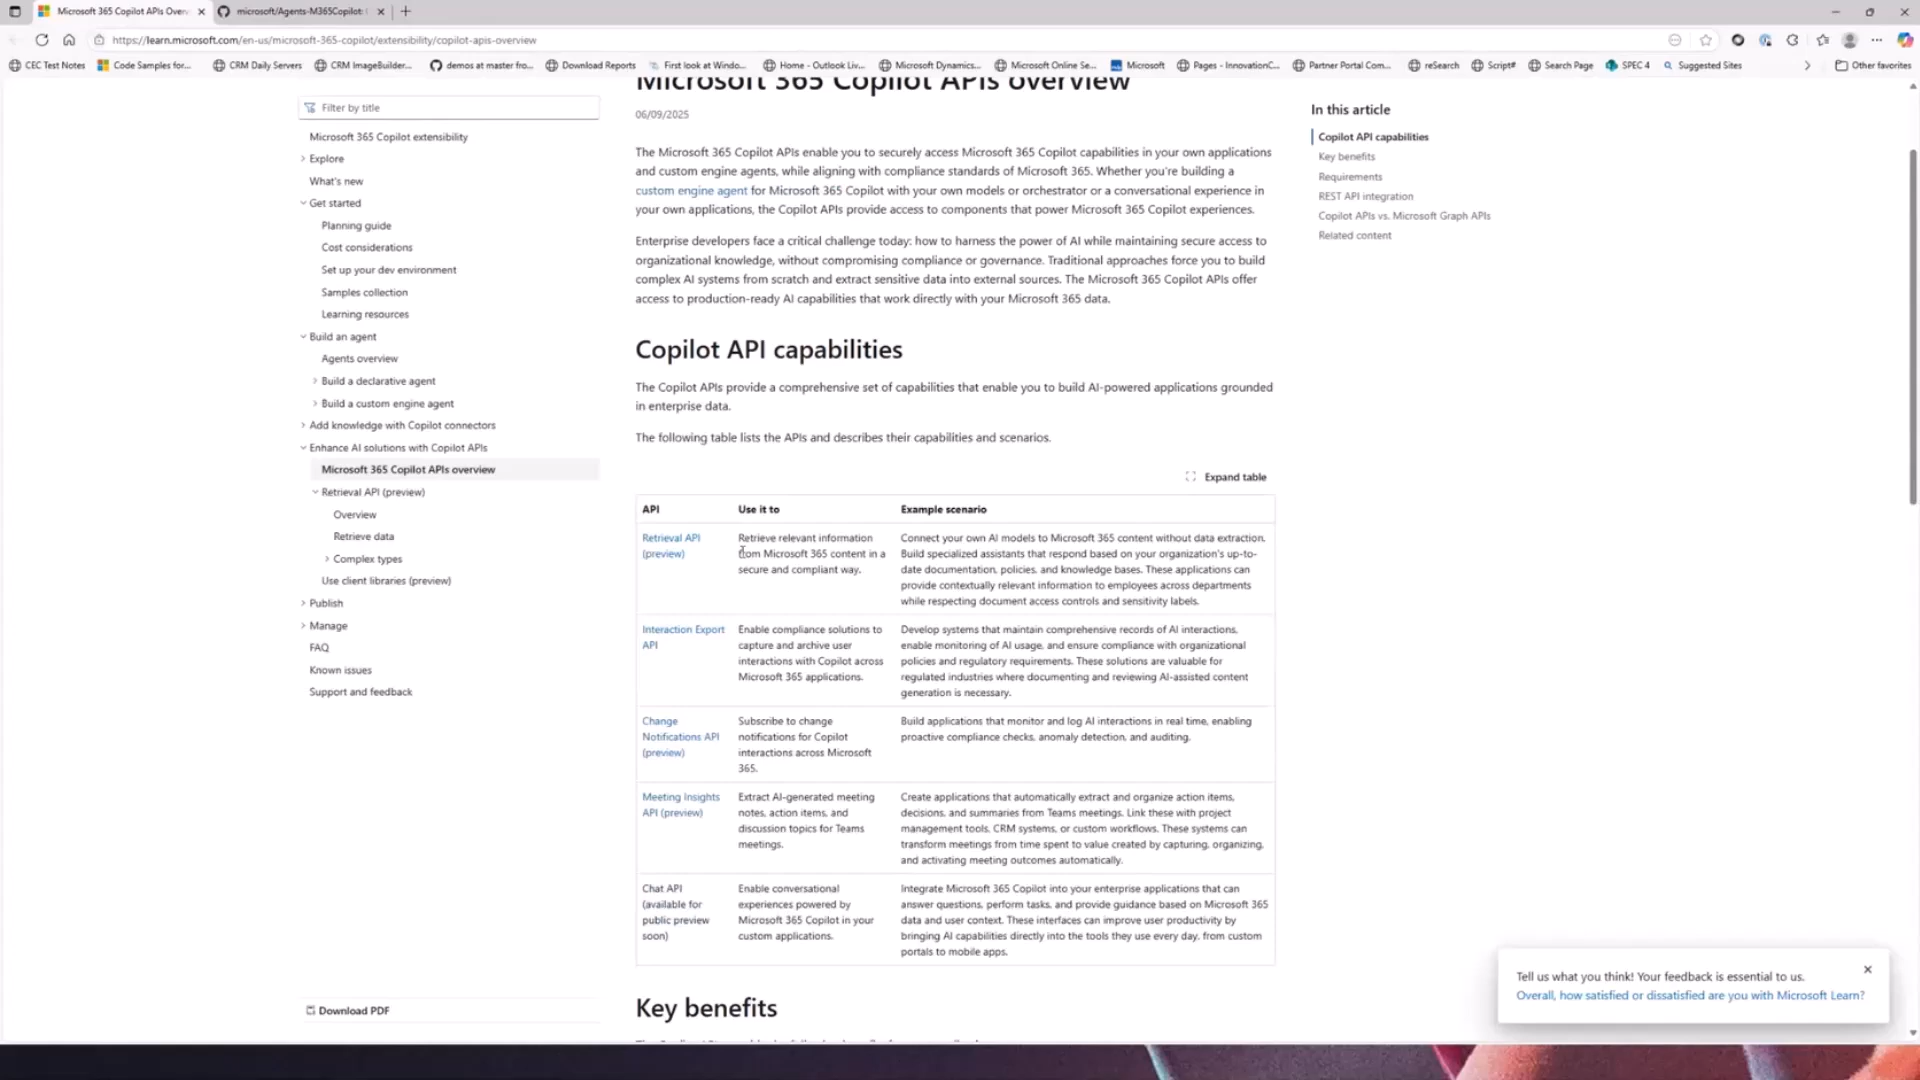 Microsoft 365 Copilot APIs Over
microsoft/Agents-M365Copilot:
https://learn.microsoft.com/en-us/microsoft-365-copilot/extensibility/copilot-apis-overview
CEC Test Notes
Code Samples for...
CRM Daily Servers
CRM ImageBuilder...
demos at master fro...
Download Reports
First look at Windo...
Home - Outlook Liv...
Microsoft Dynamics...
Microsoft Online Se...
Microsoft
Pages - InnovationC...
Partner Portal Com...
reSearch
Script#
Search Page
SPEC 4
Suggested Sites
Other favorites
Filter by title
Microsoft 365 Copilot extensibility
Explore
What's new
Get started
Planning guide
Cost considerations
Set up your dev environment
Samples collection
Learning resources
Build an agent
Agents overview
Build a declarative agent
Build a custom engine agent
Add knowledge with Copilot connectors
Enhance AI solutions with Copilot APIs
Microsoft 365 Copilot APIs overview
Retrieval API (preview)
Overview
Retrieve data
Complex types
Use client libraries (preview)
Publish
Manage
FAQ
Known issues
Support and feedback
Download PDF
Microsoft 365 Copilot APIs overview
06/09/2025
The Microsoft 365 Copilot APIs enable you to securely access Microsoft 365 Copilot capabilities in your own applications
and custom engine agents, while aligning with compliance standards of Microsoft 365. Whether you're building a
custom engine agent for Microsoft 365 Copilot with your own models or orchestrator or a conversational experience in
your own applications, the Copilot APIs provide access to components that power Microsoft 365 Copilot experiences.
Enterprise developers face a critical challenge today: how to harness the power of AI while maintaining secure access to
organizational knowledge, without compromising compliance or governance. Traditional approaches force you to build
complex AI systems from scratch and extract sensitive data into external sources. The Microsoft 365 Copilot APIs offer
access to production-ready AI capabilities that work directly with your Microsoft 365 data.
Copilot API capabilities
The Copilot APIs provide a comprehensive set of capabilities that enable you to build AI-powered applications grounded
in enterprise data.
The following table lists the APIs and describes their capabilities and scenarios.
Expand table
API
Use it to
Example scenario
Retrieval API
(preview)
Retrieve relevant information
from Microsoft 365 content in a
secure and compliant way.
Connect your own AI models to Microsoft 365 content without data extraction.
Build specialized assistants that respond based on your organization's up-to-
date documentation, policies, and knowledge bases. These applications can
provide contextually relevant information to employees across departments
while respecting document access controls and sensitivity labels.
Interaction Export
API
Enable compliance solutions to
capture and archive user
interactions with Copilot across
Microsoft 365 applications.
Develop systems that maintain comprehensive records of AI interactions,
enable monitoring of AI usage, and ensure compliance with organizational
policies and regulatory requirements. These solutions are valuable for
regulated industries where documenting and reviewing AI-assisted content
generation is necessary.
Change
Notifications API
(preview)
Subscribe to change
notifications for Copilot
interactions across Microsoft
365.
Build applications that monitor and log AI interactions in real time, enabling
proactive compliance checks, anomaly detection, and auditing.
Meeting Insights
API (preview)
Extract AI-generated meeting
notes, action items, and
discussion topics for Teams
meetings.
Create applications that automatically extract and organize action items,
decisions, and summaries from Teams meetings. Link these with project
management tools, CRM systems, or custom workflows. These systems can
transform meetings from time spent to value created by capturing, organizing,
and activating meeting outcomes automatically.
Chat API
(available for
public preview
soon)
Enable conversational
experiences powered by
Microsoft 365 Copilot in your
custom applications.
Integrate Microsoft 365 Copilot into your enterprise applications that can
answer questions, perform tasks, and provide guidance based on Microsoft 365
data and user context. These interfaces can improve user productivity by
bringing AI capabilities directly into the tools they use every day, from custom
portals to mobile apps.
Key benefits
In this article
Copilot API capabilities
Key benefits
Requirements
REST API integration
Copilot APIs vs. Microsoft Graph APIs
Related content
Tell us what you think! Your feedback is essential to us.
Overall, how satisfied or dissatisfied are you with Microsoft Learn?